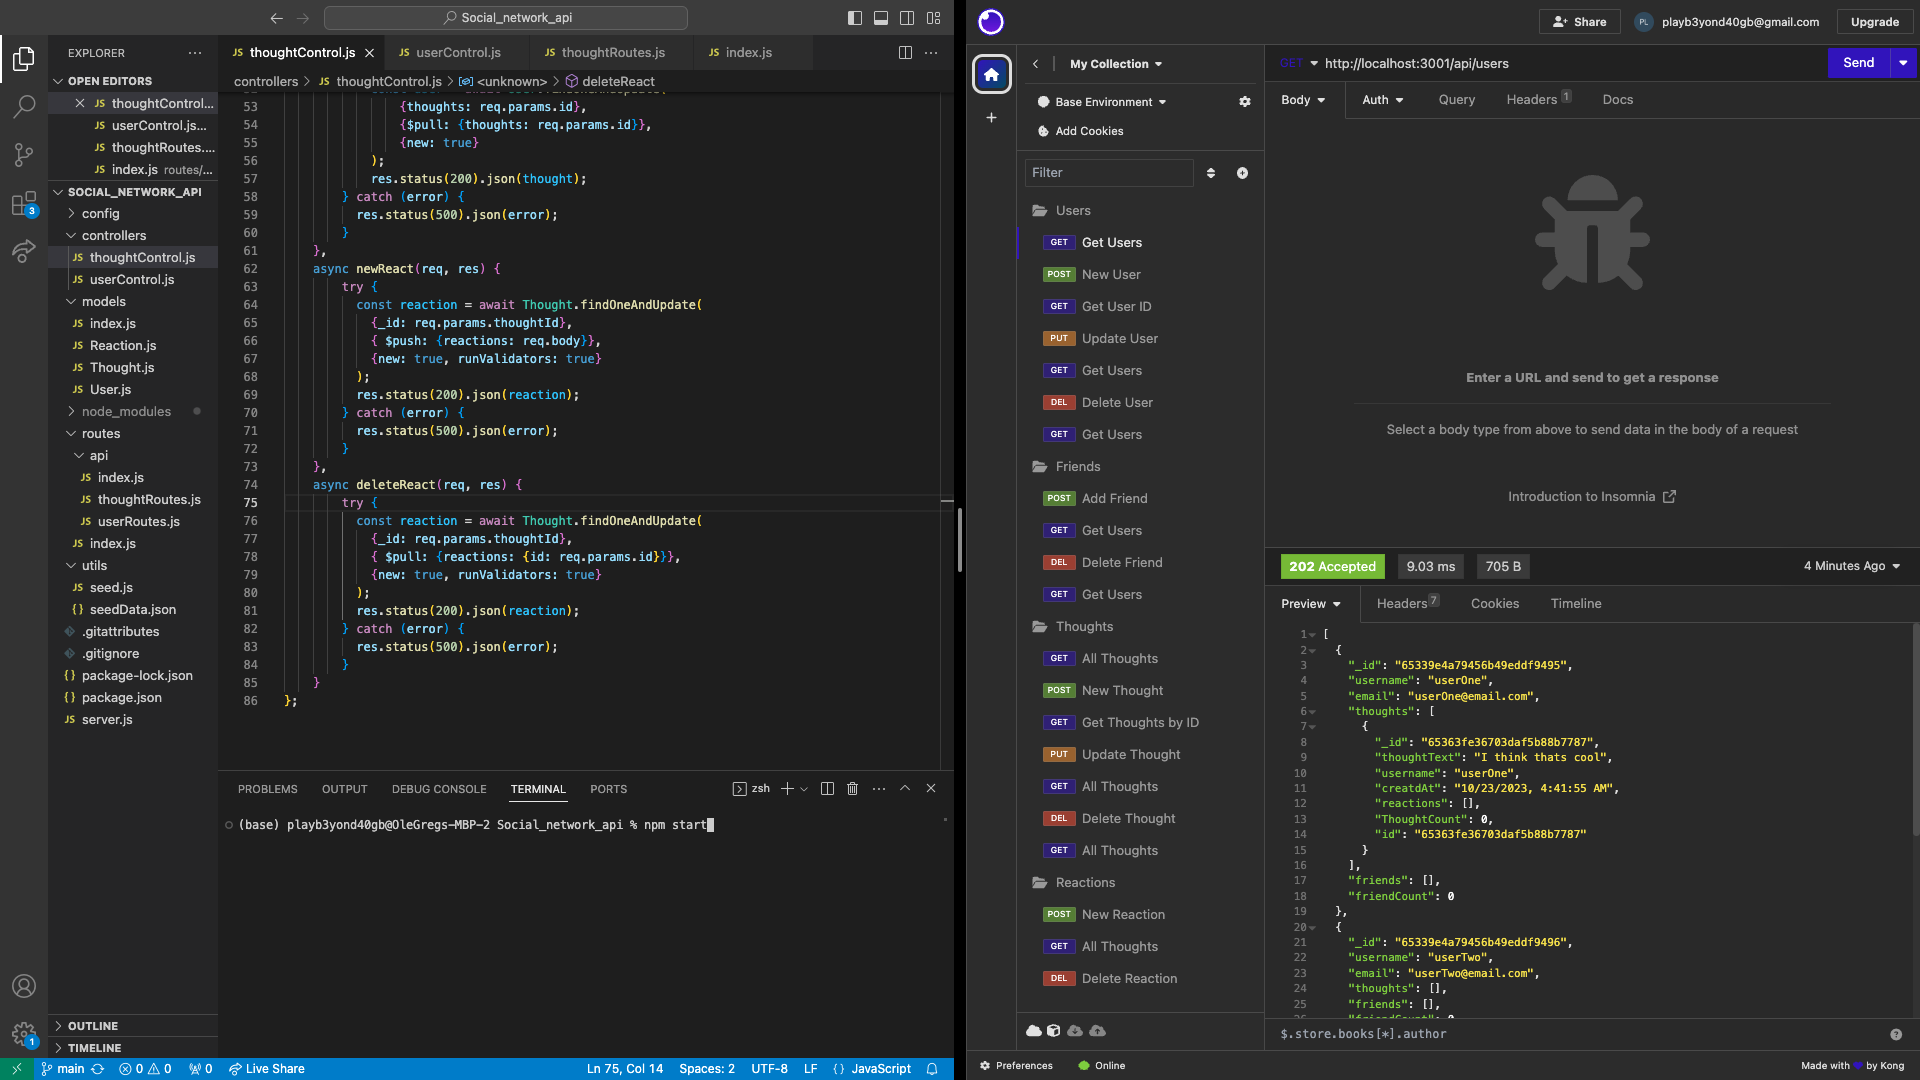 Social_network_api
EXPLORER
OPEN EDITORS
thoughtControl...
userControl.js...
thoughtRoutes....
index.js routes/...
SOCIAL_NETWORK_API
config
controllers
thoughtControl.js
userControl.js
models
index.js
Reaction.js
Thought.js
User.js
node_modules
routes
api
index.js
thoughtRoutes.js
userRoutes.js
index.js
utils
seed.js
seedData.json
.gitattributes
.gitignore
package-lock.json
package.json
server.js
OUTLINE
TIMELINE
thoughtControl.js
userControl.js
thoughtRoutes.js
index.js
controllers > thoughtControl.js > <unknown> > deleteReact
53 {thoughts: req.params.id},
54 {$pull: {thoughts: req.params.id}},
55 {new: true}
56 );
57 res.status(200).json(thought);
58 } catch (error) {
59 res.status(500).json(error);
60 }
61 },
62 async newReact(req, res) {
63 try {
64 const reaction = await Thought.findOneAndUpdate(
65 {_id: req.params.thoughtId},
66 { $push: {reactions: req.body}},
67 {new: true, runValidators: true}
68 );
69 res.status(200).json(reaction);
70 } catch (error) {
71 res.status(500).json(error);
72 }
73 },
74 async deleteReact(req, res) {
75 try {
76 const reaction = await Thought.findOneAndUpdate(
77 {_id: req.params.thoughtId},
78 { $pull: {reactions: {id: req.params.id}}},
79 {new: true, runValidators: true}
80 );
81 res.status(200).json(reaction);
82 } catch (error) {
83 res.status(500).json(error);
84 }
85 }
86 };
PROBLEMS OUTPUT DEBUG CONSOLE TERMINAL PORTS zsh
(base) playb3yond40gb@OleGregs-MBP-2 Social_network_api % npm start
main 0 0 0 Live Share Ln 75, Col 14 Spaces: 2 UTF-8 LF {} JavaScript
Share PL playb3yond40gb@gmail.com Upgrade
My Collection
Base Environment
Add Cookies
Filter
Users
GET Get Users
POST New User
GET Get User ID
PUT Update User
GET Get Users
DEL Delete User
GET Get Users
Friends
POST Add Friend
GET Get Users
DEL Delete Friend
GET Get Users
Thoughts
GET All Thoughts
POST New Thought
GET Get Thoughts by ID
PUT Update Thought
GET All Thoughts
DEL Delete Thought
GET All Thoughts
Reactions
POST New Reaction
GET All Thoughts
DEL Delete Reaction
GET http://localhost:3001/api/users Send
Body Auth Query Headers 1 Docs
Enter a URL and send to get a response
Select a body type from above to send data in the body of a request
Introduction to Insomnia
202 Accepted 9.03 ms 705 B 4 Minutes Ago
Preview Headers 7 Cookies Timeline
1 [
2 {
3 "_id": "65339e4a79456b49eddf9495",
4 "username": "userOne",
5 "email": "userOne@email.com",
6 "thoughts": [
7 {
8 "_id": "65363fe36703daf5b88b7787",
9 "thoughtText": "I think thats cool",
10 "username": "userOne",
11 "creatdAt": "10/23/2023, 4:41:55 AM",
12 "reactions": [],
13 "ThoughtCount": 0,
14 "id": "65363fe36703daf5b88b7787"
15 }
16 ],
17 "friends": [],
18 "friendCount": 0
19 },
20 {
21 "_id": "65339e4a79456b49eddf9496",
22 "username": "userTwo",
23 "email": "userTwo@email.com",
24 "thoughts": [],
25 "friends": [],
$.store.books[*].author
Preferences Online Made with by Kong